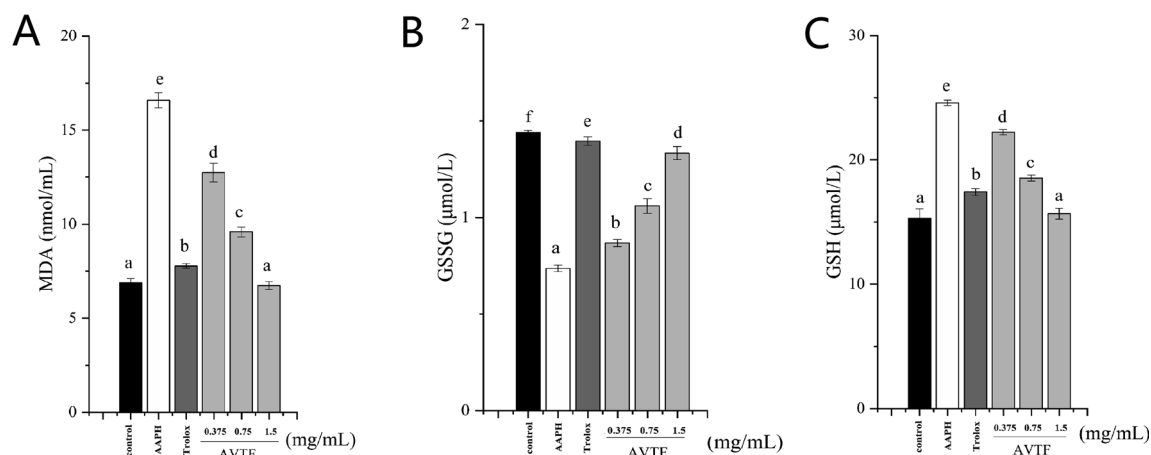 A
MDA (nmol/mL)
20
15
10
5
0
a
e
b
d
c
a
control
AAPH
Trolox
0.375
0.75
1.5
(mg/mL)
AVTF
B
GSSG (μmol/L)
2
1
0
f
a
e
b
c
d
control
AAPH
Trolox
0.375
0.75
1.5
(mg/mL)
AVTF
C
GSH (μmol/L)
30
20
10
0
a
e
b
d
c
a
control
AAPH
Trolox
0.375
0.75
1.5
(mg/mL)
AVTF